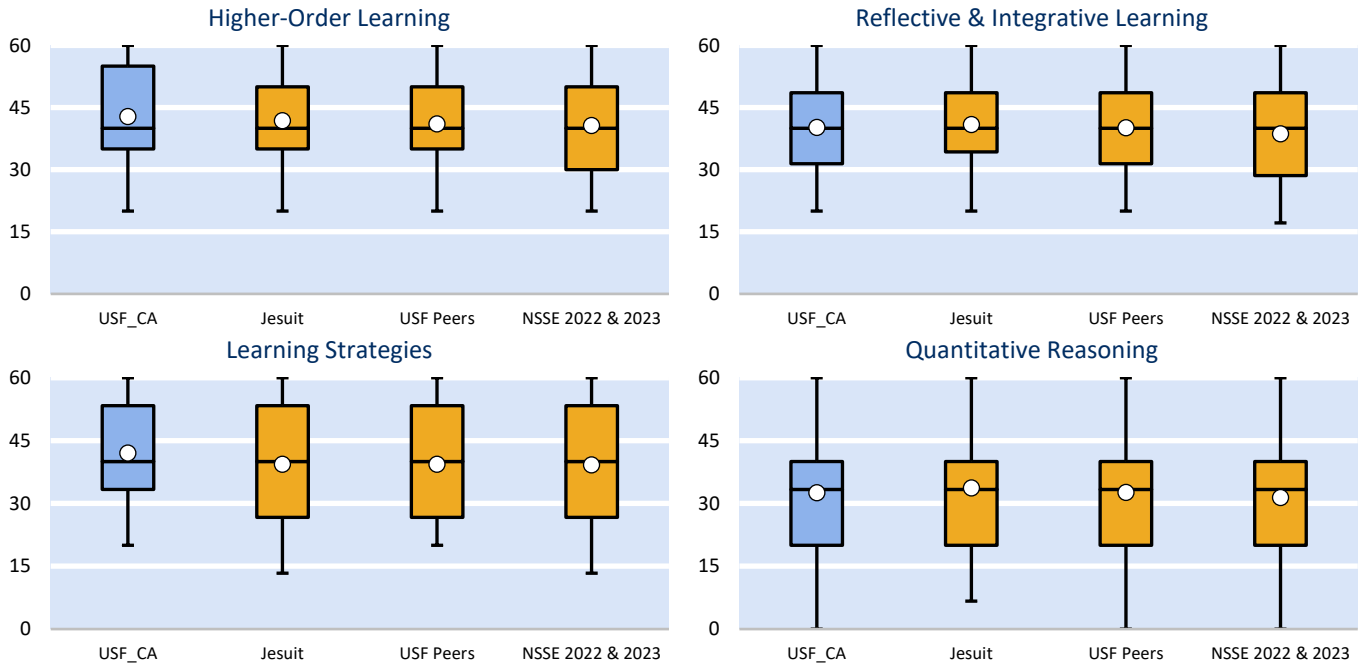 Higher-Order Learning
60
45
30
15
0
USF_CA Jesuit USF Peers NSSE 2022 & 2023
Reflective & Integrative Learning
60
45
30
15
0
USF_CA Jesuit USF Peers NSSE 2022 & 2023
Learning Strategies
60
45
30
15
0
USF_CA Jesuit USF Peers NSSE 2022 & 2023
Quantitative Reasoning
60
45
30
15
0
USF_CA Jesuit USF Peers NSSE 2022 & 2023